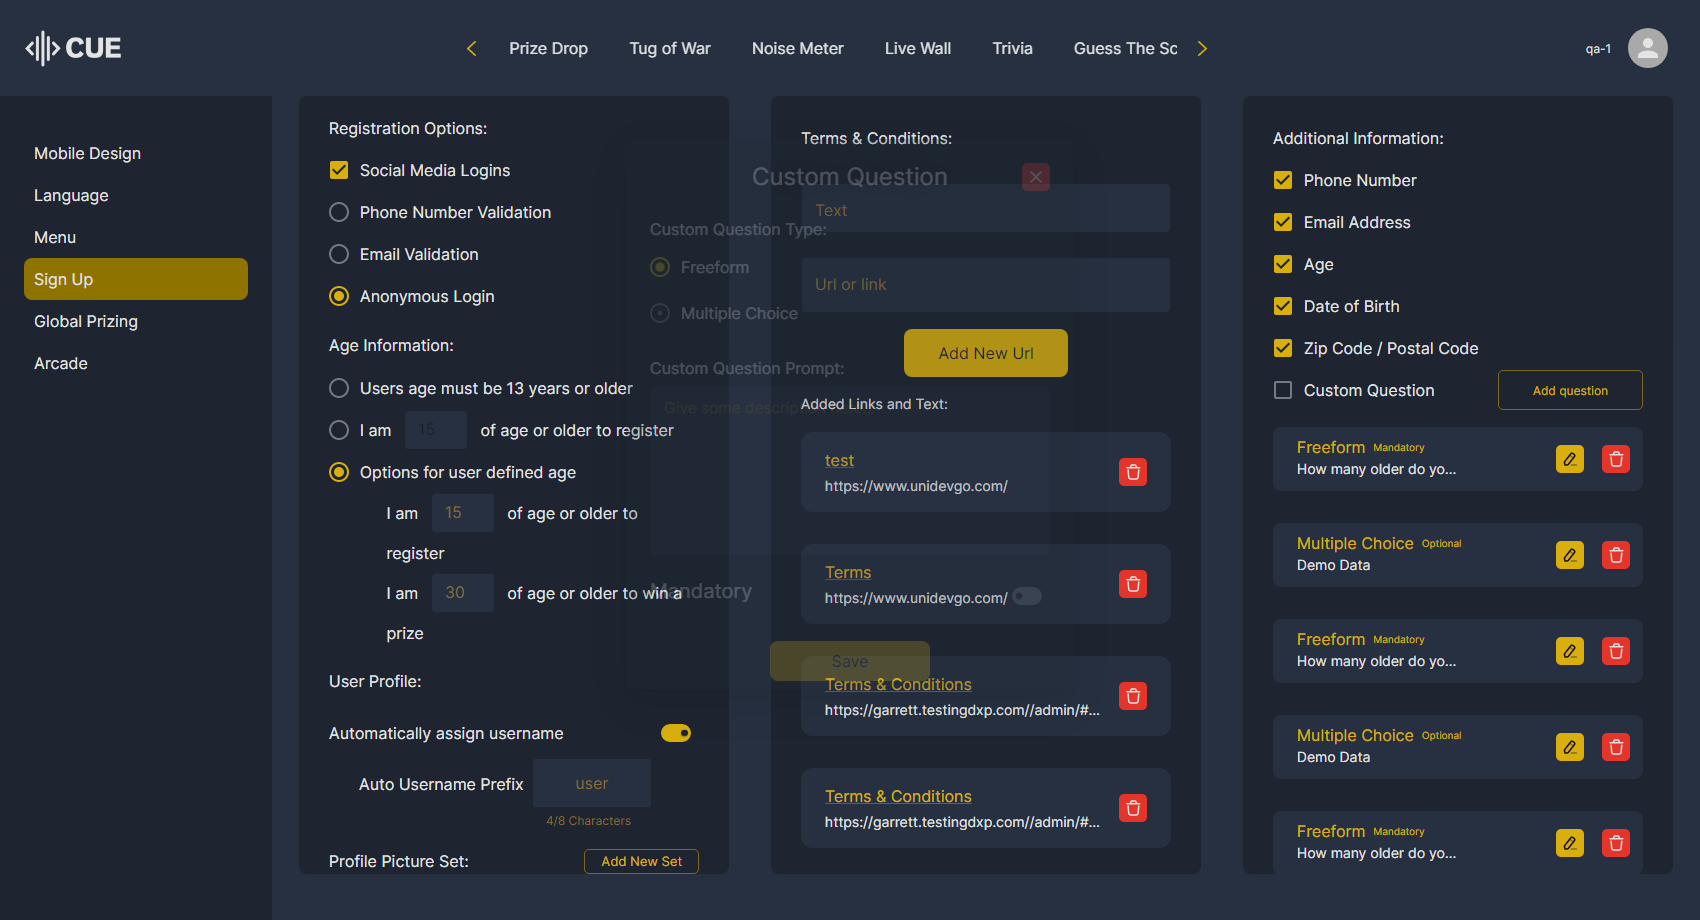 CUE
Prize Drop
Tug of War
Noise Meter
Live Wall
Trivia
Guess The Sc
qa-1
Mobile Design
Language
Menu
Sign Up
Global Prizing
Arcade
Registration Options:
Social Media Logins
Phone Number Validation
Email Validation
Anonymous Login
Age Information:
Users age must be 13 years or older
I am 15 of age or older to register
Options for user defined age
I am 15 of age or older to
register
I am 30 of age or older to win a
prize
User Profile:
Automatically assign username
Auto Username Prefix user
4/8 Characters
Profile Picture Set: Add New Set
Custom Question
Custom Question Type:
Freeform
Multiple Choice
Custom Question Prompt:
Give some descrip
Mandatory
Save
Terms & Conditions:
Text
Url or link
Add New Url
Added Links and Text:
test
https://www.unidevgo.com/
Terms
https://www.unidevgo.com/
Terms & Conditions
https://garrett.testingdxp.com//admin/#...
Terms & Conditions
https://garrett.testingdxp.com//admin/#...
Additional Information:
Phone Number
Email Address
Age
Date of Birth
Zip Code / Postal Code
Custom Question Add question
Freeform Mandatory
How many older do yo...
Multiple Choice Optional
Demo Data
Freeform Mandatory
How many older do yo...
Multiple Choice Optional
Demo Data
Freeform Mandatory
How many older do yo...